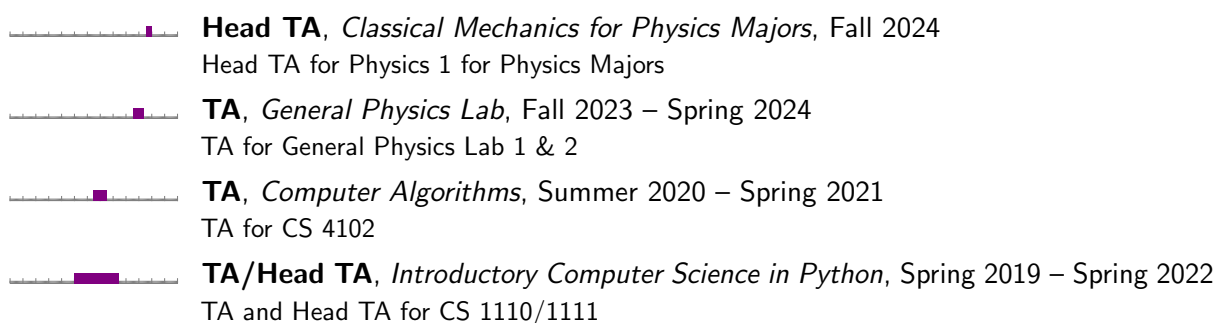 Head TA, Classical Mechanics for Physics Majors, Fall 2024
Head TA for Physics 1 for Physics Majors
TA, General Physics Lab, Fall 2023 – Spring 2024
TA for General Physics Lab 1 & 2
TA, Computer Algorithms, Summer 2020 – Spring 2021
TA for CS 4102
TA/Head TA, Introductory Computer Science in Python, Spring 2019 – Spring 2022
TA and Head TA for CS 1110/1111